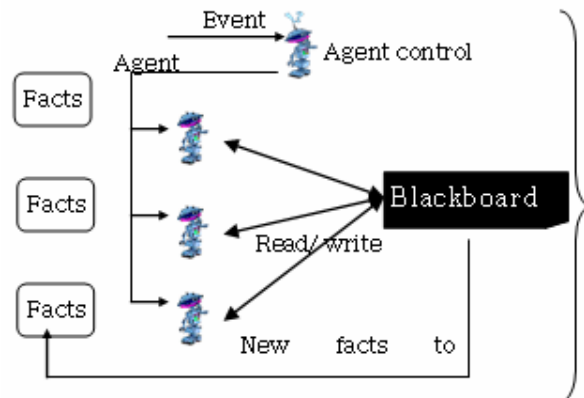 Event
Agent control
Agent
Facts
Blackboard
Facts
Read/write
Facts
New facts to